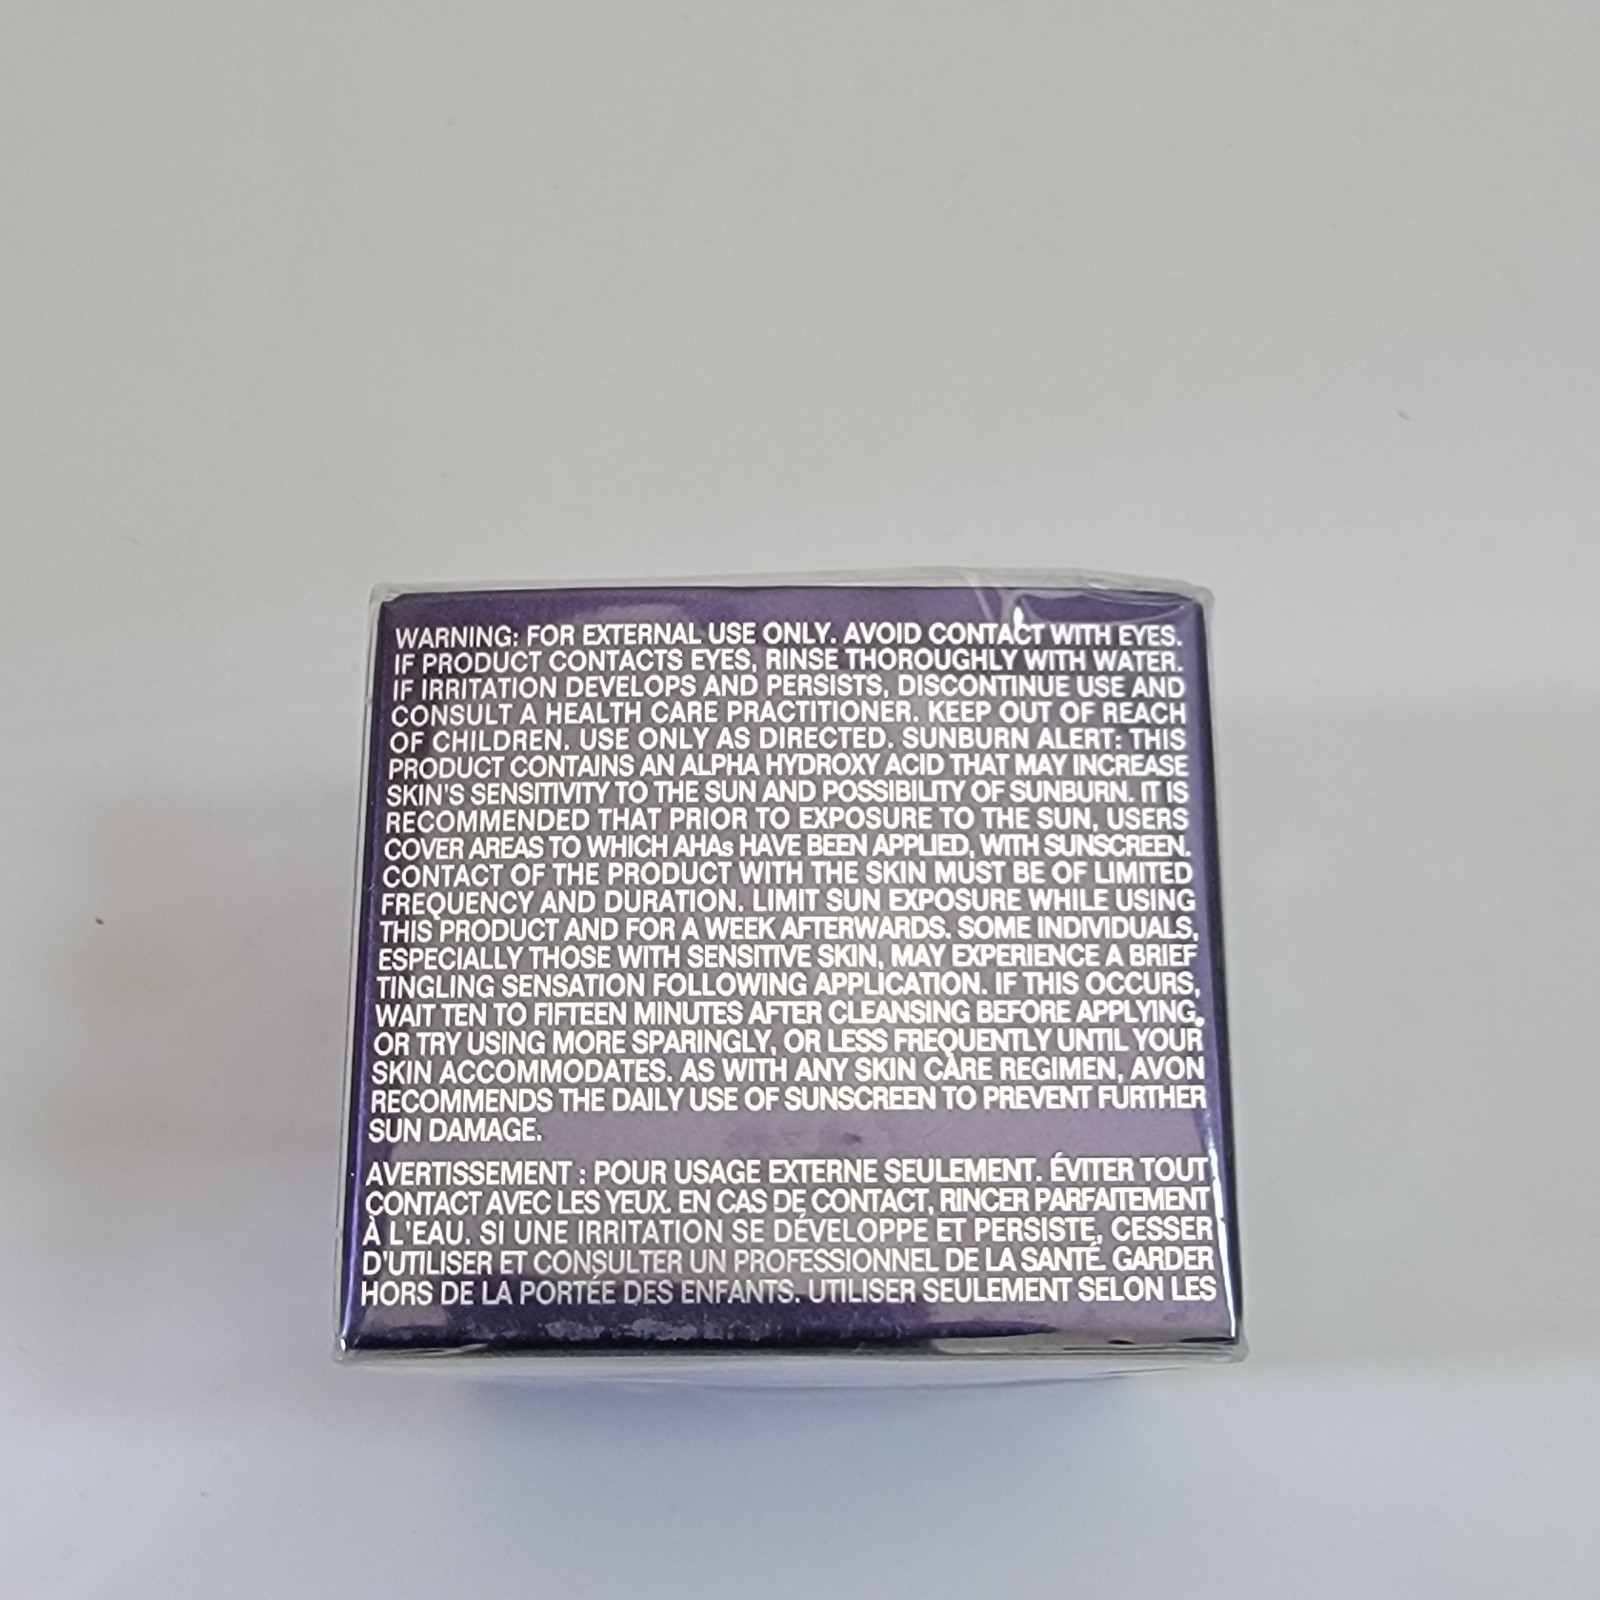 WARNING: FOR EXTERNAL USE ONLY. AVOID CONTACT WITH EYES.
IF PRODUCT CONTACTS EYES, RINSE THOROUGHLY WITH WATER.
IF IRRITATION DEVELOPS AND PERSISTS, DISCONTINUE USE AND
CONSULT A HEALTH CARE PRACTITIONER. KEEP OUT OF REACH
OF CHILDREN. USE ONLY AS DIRECTED. SUNBURN ALERT: THIS
PRODUCT CONTAINS AN ALPHA HYDROXY ACID THAT MAY INCREASE
SKIN'S SENSITIVITY TO THE SUN AND POSSIBILITY OF SUNBURN. IT IS
RECOMMENDED THAT PRIOR TO EXPOSURE TO THE SUN, USERS
COVER AREAS TO WHICH AHAs HAVE BEEN APPLIED, WITH SUNSCREEN.
CONTACT OF THE PRODUCT WITH THE SKIN MUST BE OF LIMITED
FREQUENCY AND DURATION. LIMIT SUN EXPOSURE WHILE USING
THIS PRODUCT AND FOR A WEEK AFTERWARDS. SOME INDIVIDUALS,
ESPECIALLY THOSE WITH SENSITIVE SKIN, MAY EXPERIENCE A BRIEF
TINGLING SENSATION FOLLOWING APPLICATION. IF THIS OCCURS,
WAIT TEN TO FIFTEEN MINUTES AFTER CLEANSING BEFORE APPLYING,
OR TRY USING MORE SPARINGLY, OR LESS FREQUENTLY UNTIL YOUR
SKIN ACCOMMODATES. AS WITH ANY SKIN CARE REGIMEN, AVON
RECOMMENDS THE DAILY USE OF SUNSCREEN TO PREVENT FURTHER
SUN DAMAGE.
AVERTISSEMENT : POUR USAGE EXTERNE SEULEMENT. ÉVITER TOUT
CONTACT AVEC LES YEUX. EN CAS DE CONTACT, RINCER PARFAITEMENT
À L'EAU. SI UNE IRRITATION SE DÉVELOPPE ET PERSISTE, CESSER
D'UTILISER ET CONSULTER UN PROFESSIONNEL DE LA SANTÉ. GARDER
HORS DE LA PORTÉE DES ENFANTS. UTILISER SEULEMENT SELON LES